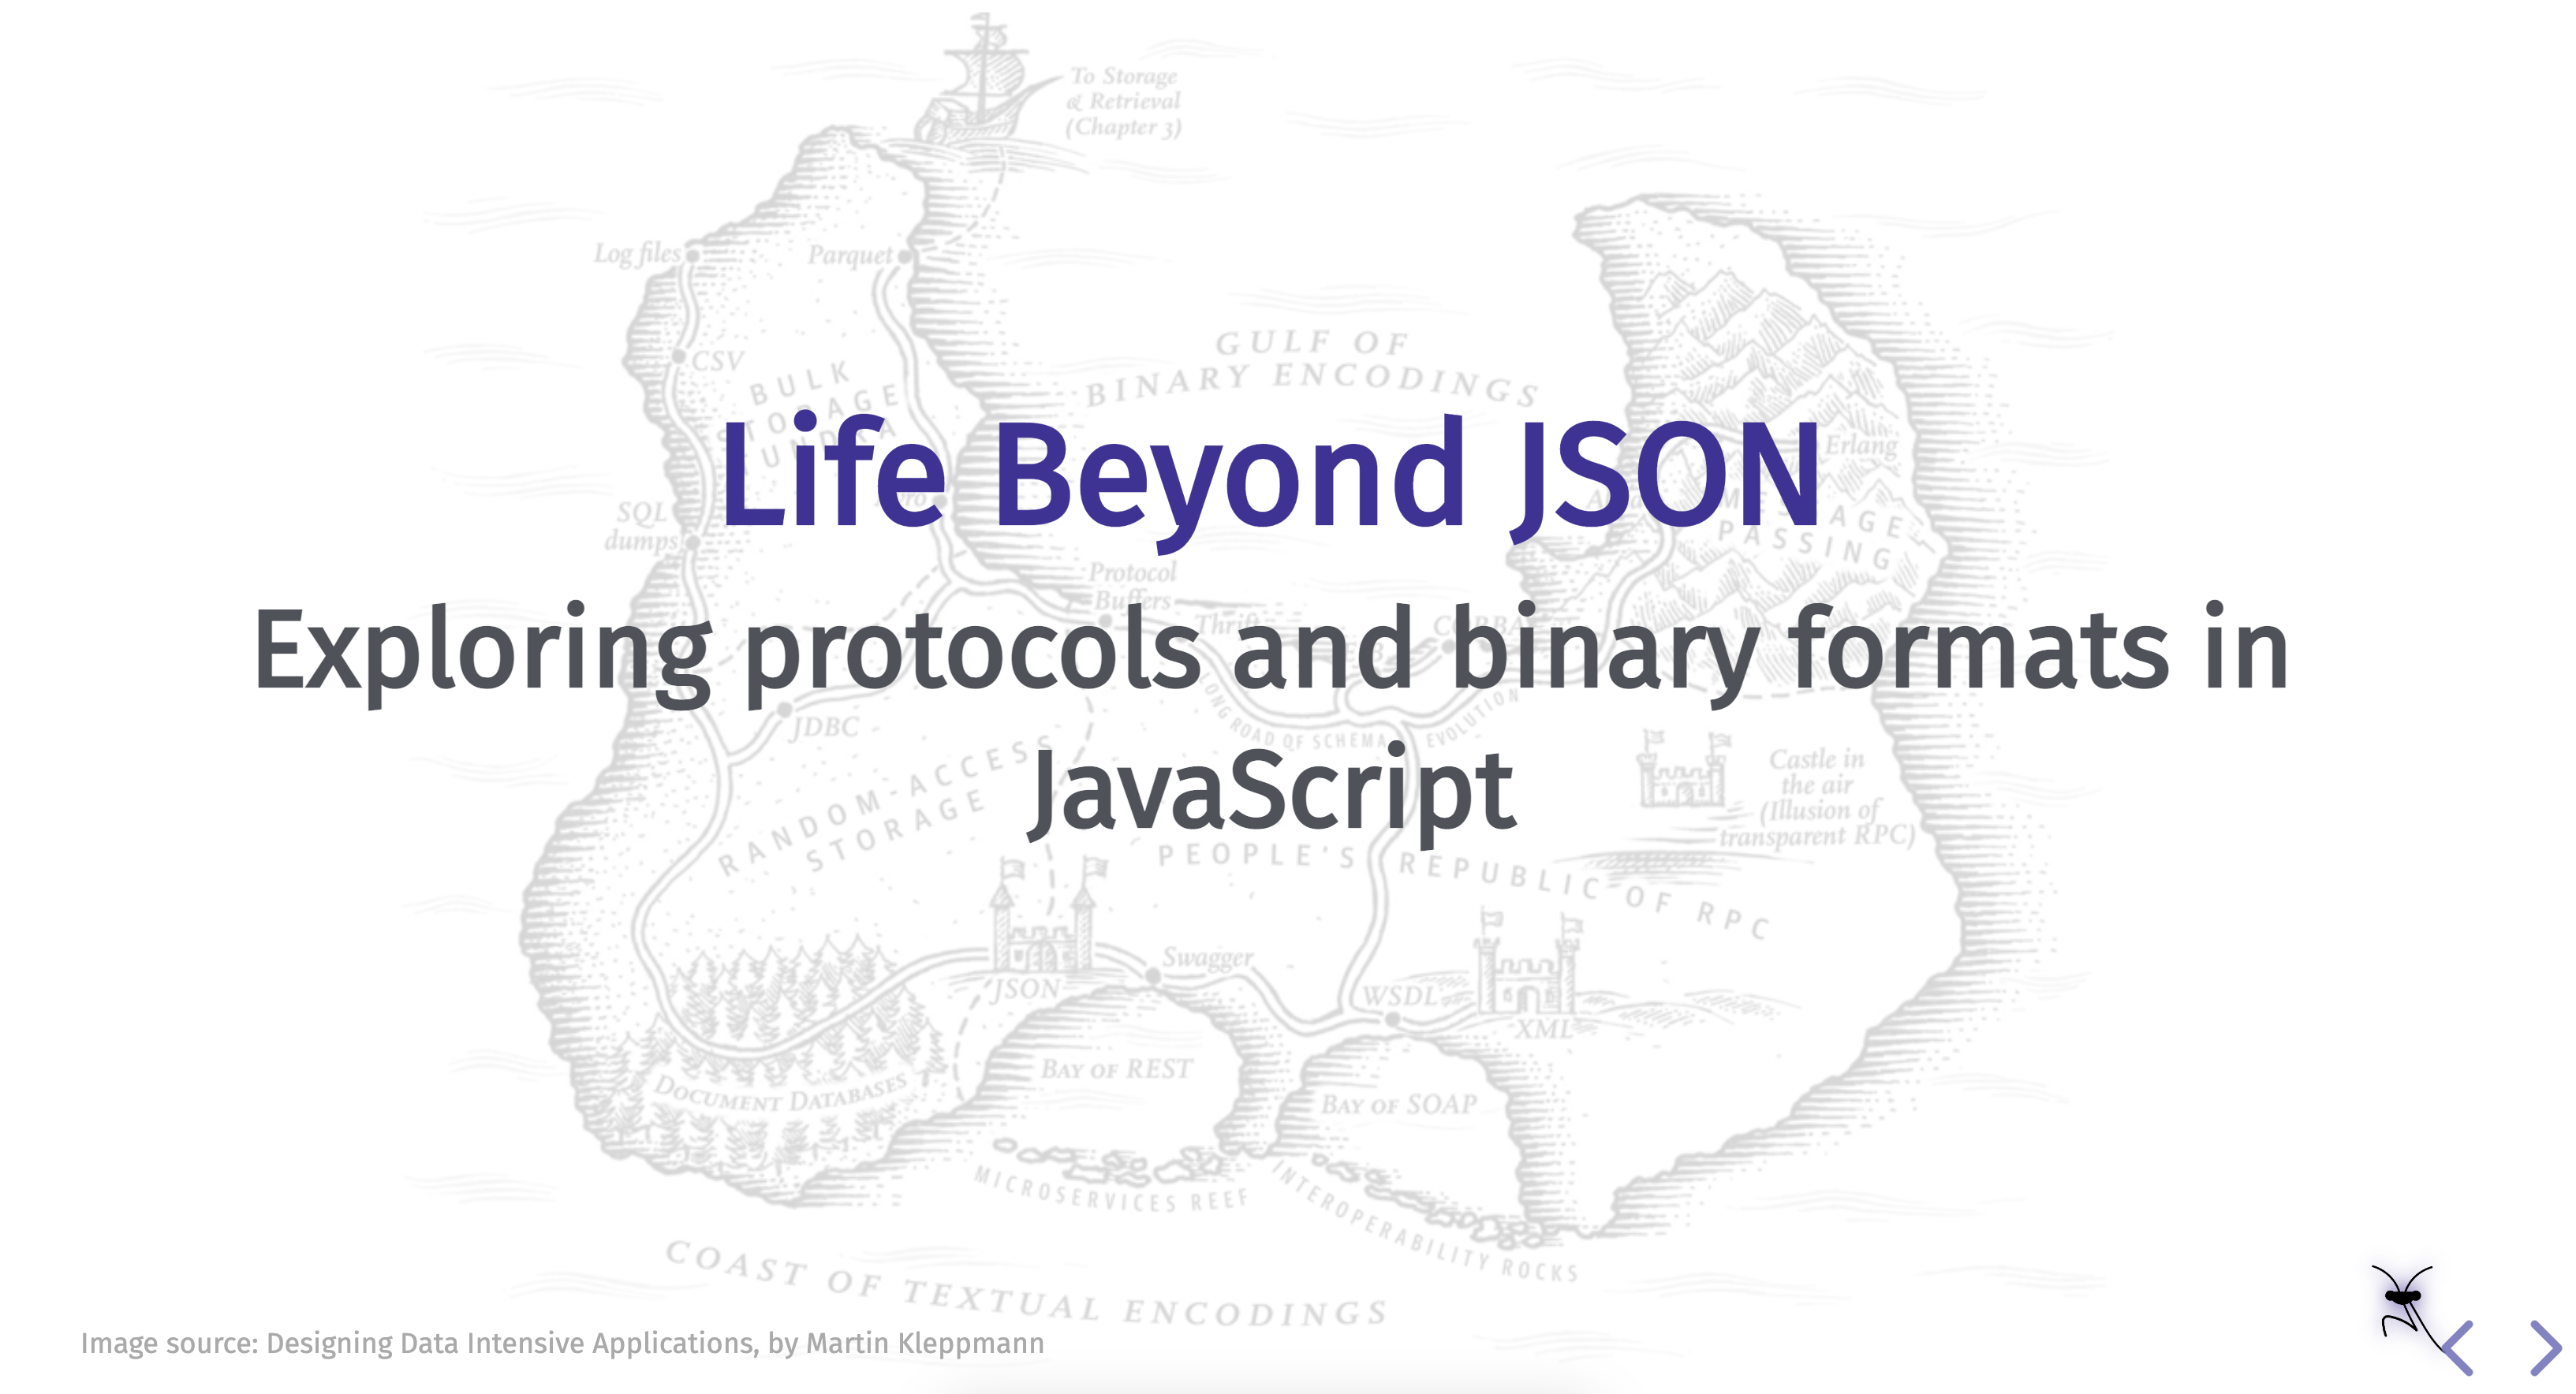 To Storage
& Retrieval
(Chapter 3)
Log files
Parquet
GULF OF
BINARY ENCODINGS
CSV
BULK
Life Beyond JSON
Erlang
SQL
dumps
PASSING
Protocol
Buffers
Thrift
Exploring protocols and binary formats in
JavaScript
JDBC
ROAD OF SCHEMA EVOLUTION
RANDOM-ACCESS
STORAGE
Castle in
the air
(Illusion of
transparent RPC)
PEOPLE'S REPUBLIC OF RPC
Swagger
JSON
WSDL
XML
BAY OF REST
DOCUMENT DATABASES
BAY OF SOAP
MICROSERVICES REEF
INTEROPERABILITY ROCKS
COAST OF TEXTUAL ENCODINGS
Image source: Designing Data Intensive Applications, by Martin Kleppmann